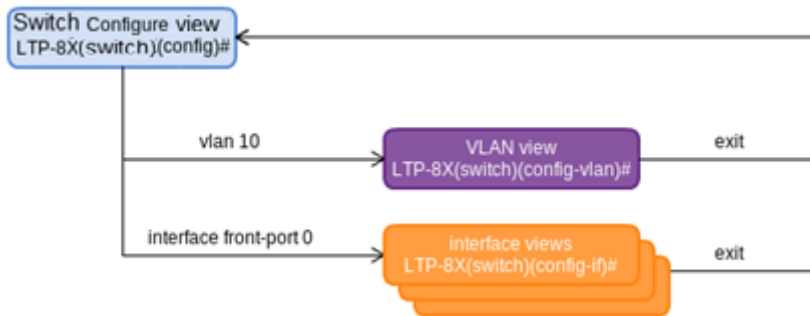 Switch Configure view
LTP-8X(switch)(config)#
vlan 10
VLAN view
LTP-8X(switch)(config-vlan)#
exit
interface front-port 0
interface views
LTP-8X(switch)(config-if)#
exit